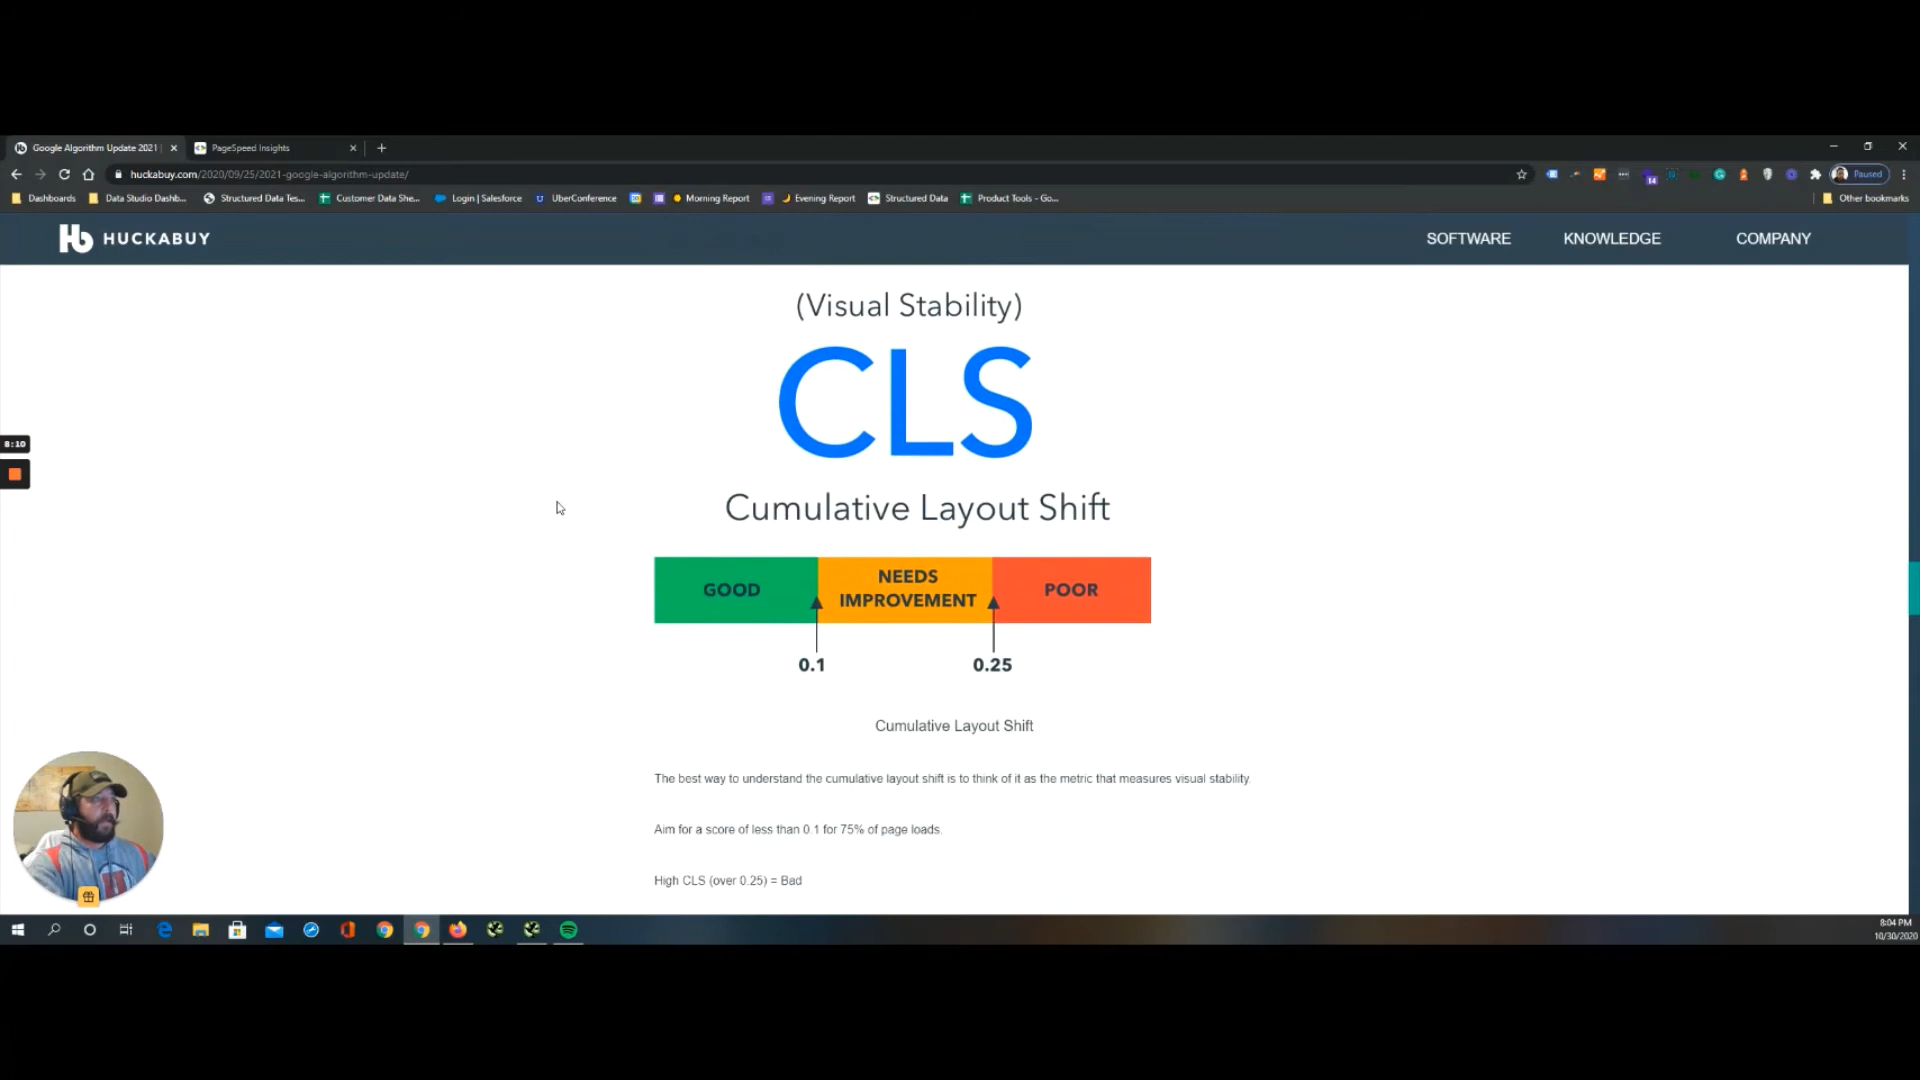 Google Algorithm Update 2021
PageSpeed Insights
huckabuy.com/2020/09/25/2021-google-algorithm-update/
Paused
Dashboards
Data Studio Dashb...
Structured Data Tes...
Customer Data She...
Login | Salesforce
UberConference
Morning Report
Evening Report
Structured Data
Product Tools - Go...
Other bookmarks
14
Hb HUCKABUY
SOFTWARE
KNOWLEDGE
COMPANY
(Visual Stability)
CLS
8:10
Cumulative Layout Shift
GOOD
NEEDS
IMPROVEMENT
POOR
0.1
0.25
Cumulative Layout Shift
The best way to understand the cumulative layout shift is to think of it as the metric that measures visual stability.
Aim for a score of less than 0.1 for 75% of page loads.
High CLS (over 0.25) = Bad
8:04 PM
10/30/2020